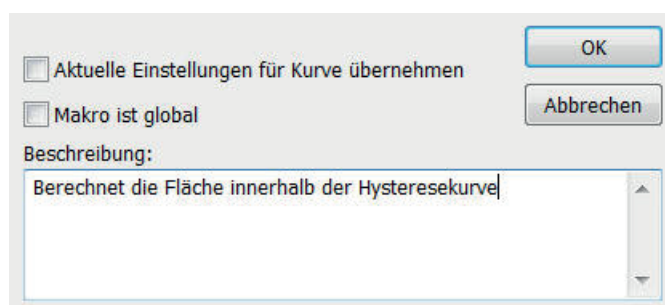 OK
Aktuelle Einstellungen für Kurve übernehmen
Abbrechen
Makro ist global
Beschreibung:
Berechnet die Fläche innerhalb der Hysteresekurve